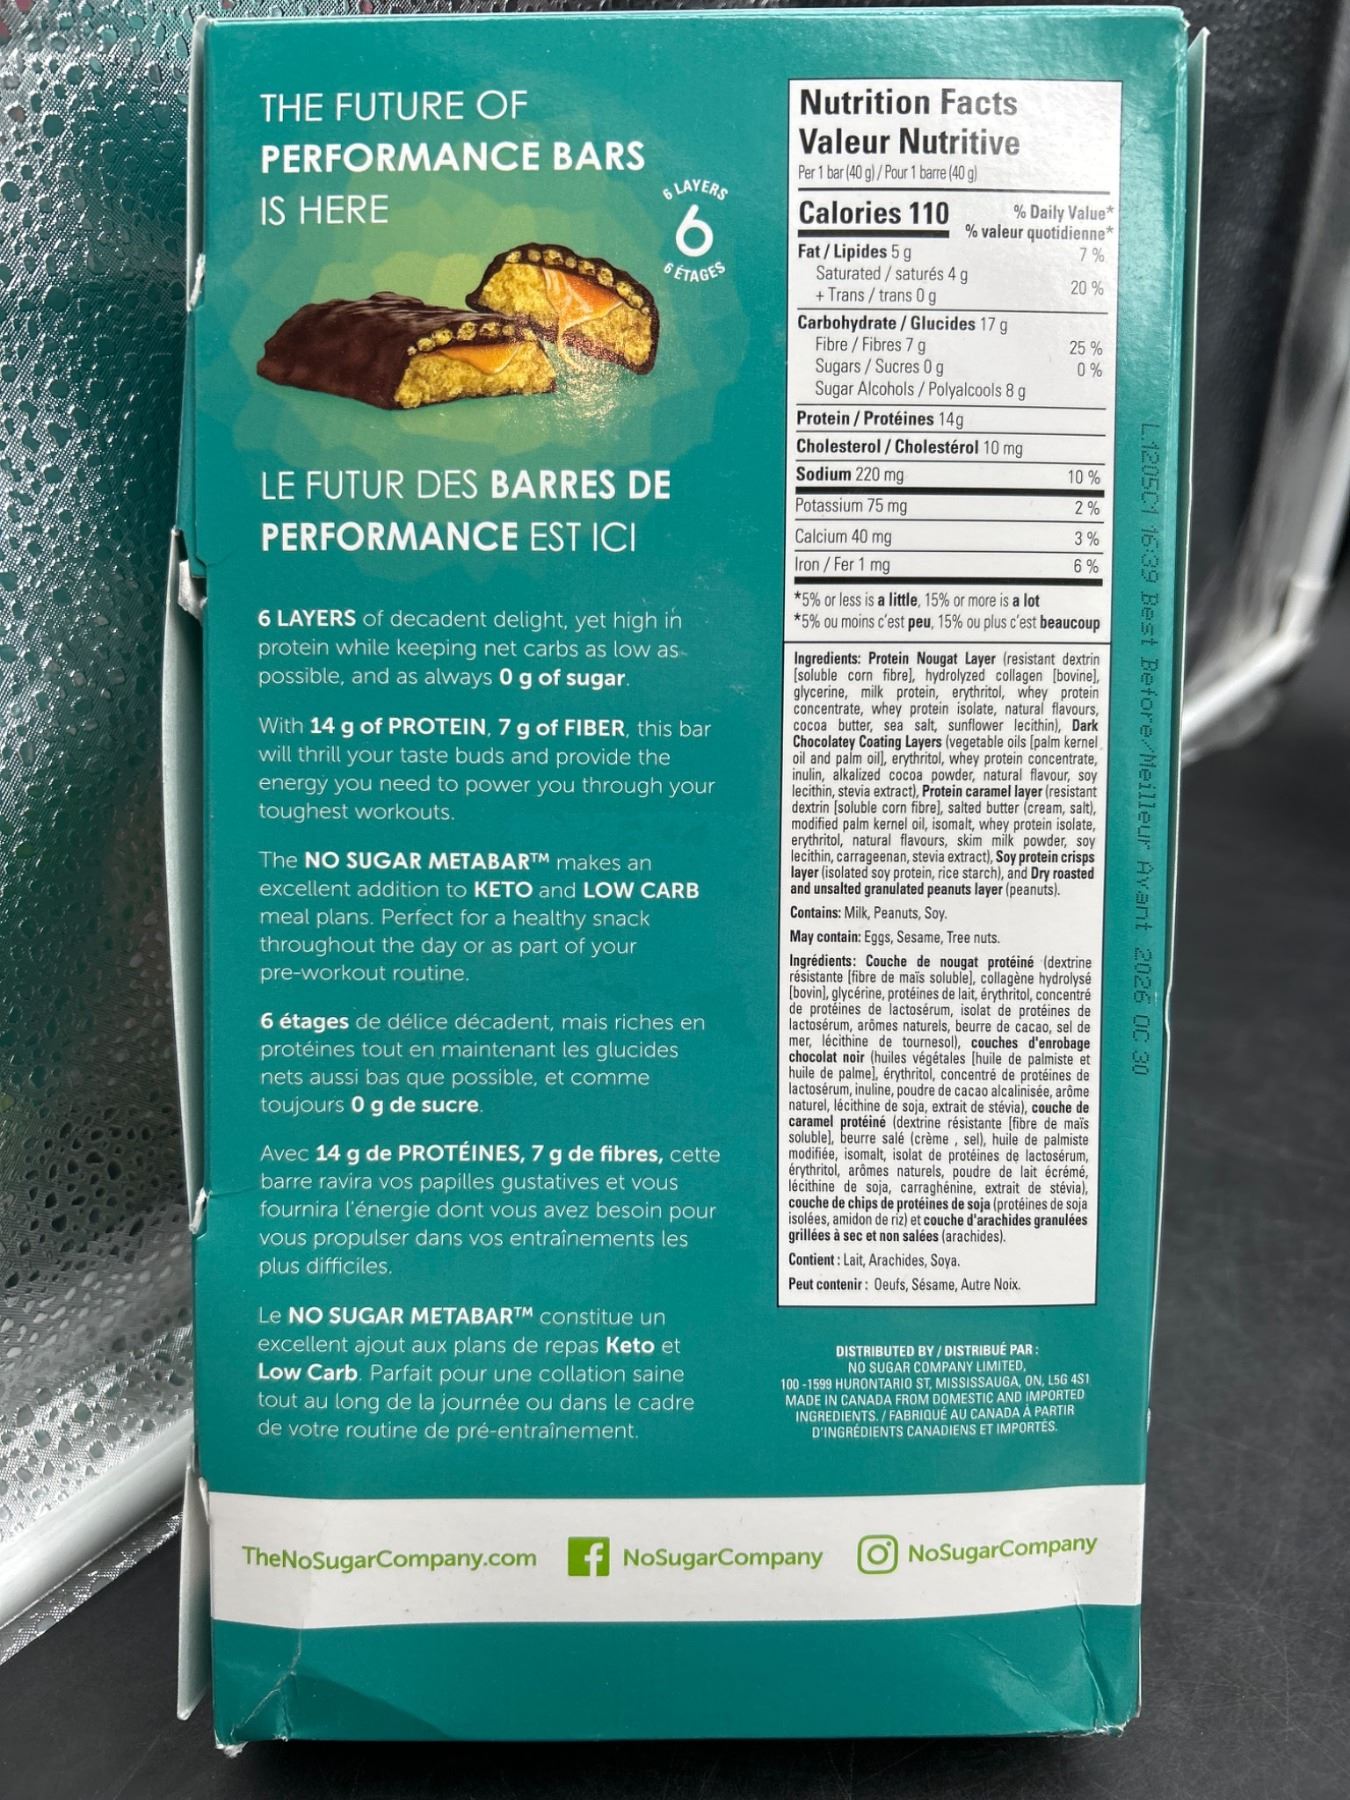 THE FUTURE OF
PERFORMANCE BARS
IS HERE
6 LAYERS
6
6 ÉTAGES
LE FUTUR DES BARRES DE
PERFORMANCE EST ICI
6 LAYERS of decadent delight, yet high in
protein while keeping net carbs as low as
possible, and as always 0 g of sugar.
With 14 g of PROTEIN, 7 g of FIBER, this bar
will thrill your taste buds and provide the
energy you need to power you through your
toughest workouts.
The NO SUGAR METABAR™ makes an
excellent addition to KETO and LOW CARB
meal plans. Perfect for a healthy snack
throughout the day or as part of your
pre-workout routine.
6 étages de délice décadent, mais riches en
protéines tout en maintenant les glucides
nets aussi bas que possible, et comme
toujours 0 g de sucre.
Avec 14 g de PROTÉINES, 7 g de fibres, cette
barre ravira vos papilles gustatives et vous
fournira l'énergie dont vous avez besoin pour
vous propulser dans vos entraînements les
plus difficiles.
Le NO SUGAR METABAR™ constitue un
excellent ajout aux plans de repas Keto et
Low Carb. Parfait pour une collation saine
tout au long de la journée ou dans le cadre
de votre routine de pré-entraînement.
Nutrition Facts
Valeur Nutritive
Per 1 bar (40 g) / Pour 1 barre (40 g)
Calories 110 % Daily Value*
% valeur quotidienne*
Fat / Lipides 5 g 7 %
Saturated / saturés 4 g
+ Trans / trans 0 g 20 %
Carbohydrate / Glucides 17 g
Fibre / Fibres 7 g 25 %
Sugars / Sucres 0 g 0 %
Sugar Alcohols / Polyalcools 8 g
Protein / Protéines 14g
Cholesterol / Cholestérol 10 mg
Sodium 220 mg 10 %
Potassium 75 mg 2 %
Calcium 40 mg 3 %
Iron / Fer 1 mg 6 %
*5% or less is a little, 15% or more is a lot
*5% ou moins c'est peu, 15% ou plus c'est beaucoup
Ingredients: Protein Nougat Layer (resistant dextrin
[soluble corn fibre], hydrolyzed collagen [bovine],
glycerine, milk protein, erythritol, whey protein
concentrate, whey protein isolate, natural flavours,
cocoa butter, sea salt, sunflower lecithin), Dark
Chocolatey Coating Layers (vegetable oils [palm kernel
oil and palm oil], erythritol, whey protein concentrate,
inulin, alkalized cocoa powder, natural flavour, soy
lecithin, stevia extract), Protein caramel layer (resistant
dextrin [soluble corn fibre], salted butter (cream, salt),
modified palm kernel oil, isomalt, whey protein isolate,
erythritol, natural flavours, skim milk powder, soy
lecithin, carrageenan, stevia extract), Soy protein crisps
layer (isolated soy protein, rice starch), and Dry roasted
and unsalted granulated peanuts layer (peanuts).
Contains: Milk, Peanuts, Soy.
May contain: Eggs, Sesame, Tree nuts.
Ingrédients: Couche de nougat protéiné (dextrine
résistante [fibre de maïs soluble], collagène hydrolysé
[bovin], glycérine, protéines de lait, érythritol, concentré
de protéines de lactosérum, isolat de protéines de
lactosérum, arômes naturels, beurre de cacao, sel de
mer, lécithine de tournesol), couches d'enrobage
chocolat noir (huiles végétales [huile de palmiste et
huile de palme], érythritol, concentré de protéines de
lactosérum, inuline, poudre de cacao alcalinisée, arôme
naturel, lécithine de soja, extrait de stévia), couche de
caramel protéiné (dextrine résistante [fibre de maïs
soluble], beurre salé (crème , sel), huile de palmiste
modifiée, isomalt, isolat de protéines de lactosérum,
érythritol, arômes naturels, poudre de lait écrémé,
lécithine de soja, carraghénine, extrait de stévia),
couche de chips de protéines de soja (protéines de soja
isolées, amidon de riz) et couche d'arachides granulées
grillées à sec et non salées (arachides).
Contient : Lait, Arachides, Soya.
Peut contenir : Oeufs, Sésame, Autre Noix.
L.1205C1 16:39 Best Before/Meilleur Avant 2026 OC 30
DISTRIBUTED BY / DISTRIBUÉ PAR :
NO SUGAR COMPANY LIMITED,
100 -1599 HURONTARIO ST, MISSISSAUGA, ON, L5G 4S1
MADE IN CANADA FROM DOMESTIC AND IMPORTED
INGREDIENTS. / FABRIQUÉ AU CANADA À PARTIR
D'INGRÉDIENTS CANADIENS ET IMPORTÉS.
TheNoSugarCompany.com NoSugarCompany NoSugarCompany